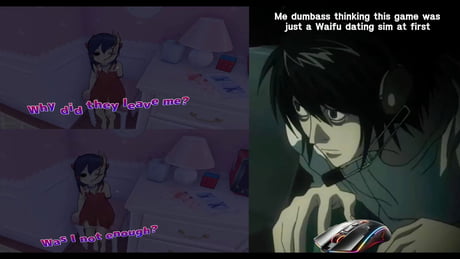 Why did they leave me?
Was I not enough?
Me dumbass thinking this game was
just a Waifu dating sim at first